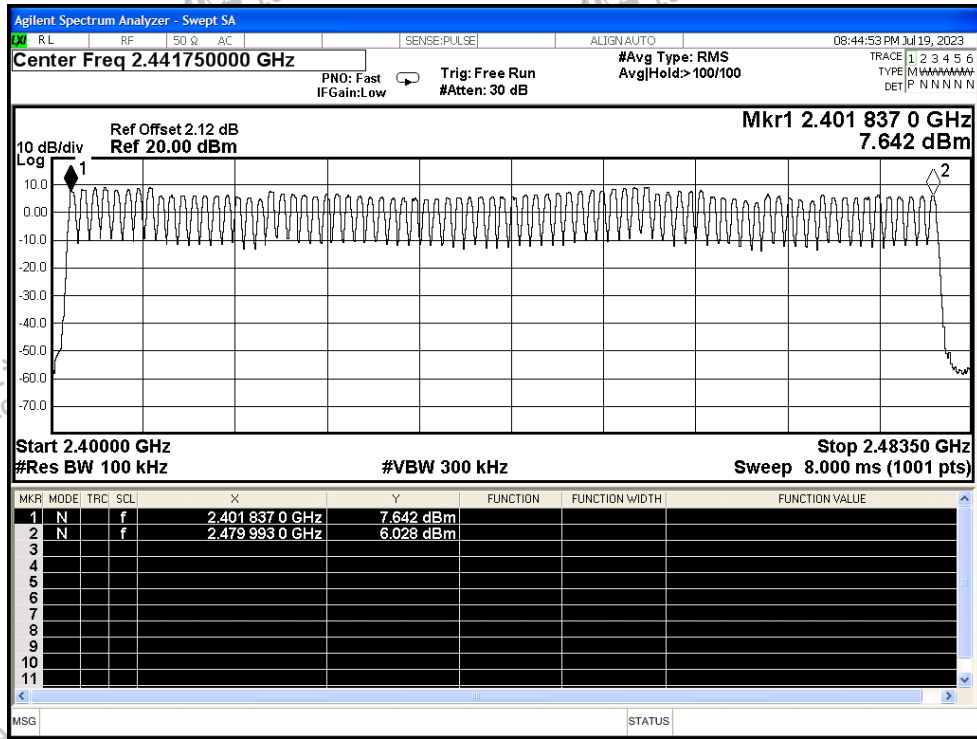 Agilent Spectrum Analyzer - Swept SA
LXI RL RF 50 Ω AC SENSE:PULSE ALIGN AUTO 08:44:53 PM Jul 19, 2023
Center Freq 2.441750000 GHz
PNO: Fast
IFGain:Low
Trig: Free Run
#Atten: 30 dB
#Avg Type: RMS
Avg|Hold:>100/100
TRACE 1 2 3 4 5 6
TYPE M
DET P N N N N N
Ref Offset 2.12 dB
Ref 20.00 dBm
10 dB/div
Log
Mkr1 2.401 837 0 GHz
7.642 dBm
1
2
10.0
0.00
-10.0
-20.0
-30.0
-40.0
-50.0
-60.0
-70.0
Start 2.40000 GHz Stop 2.48350 GHz
#Res BW 100 kHz #VBW 300 kHz Sweep 8.000 ms (1001 pts)
MKR MODE TRC SCL X Y FUNCTION FUNCTION WIDTH FUNCTION VALUE
1 N f 2.401 837 0 GHz 7.642 dBm
2 N f 2.479 993 0 GHz 6.028 dBm
3
4
5
6
7
8
9
10
11
MSG STATUS